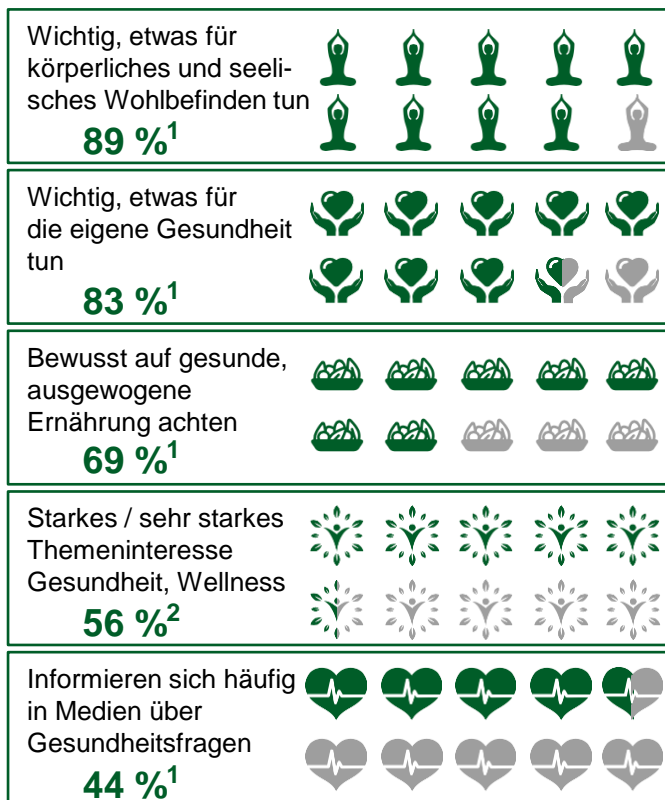 Wichtig, etwas für
körperliches und seeli-
sches Wohlbefinden tun
89 %¹
Wichtig, etwas für
die eigene Gesundheit
tun
83 %¹
Bewusst auf gesunde,
ausgewogene
Ernährung achten
69 %¹
Starkes / sehr starkes
Themeninteresse
Gesundheit, Wellness
56 %²
Informieren sich häufig
in Medien über
Gesundheitsfragen
44 %¹